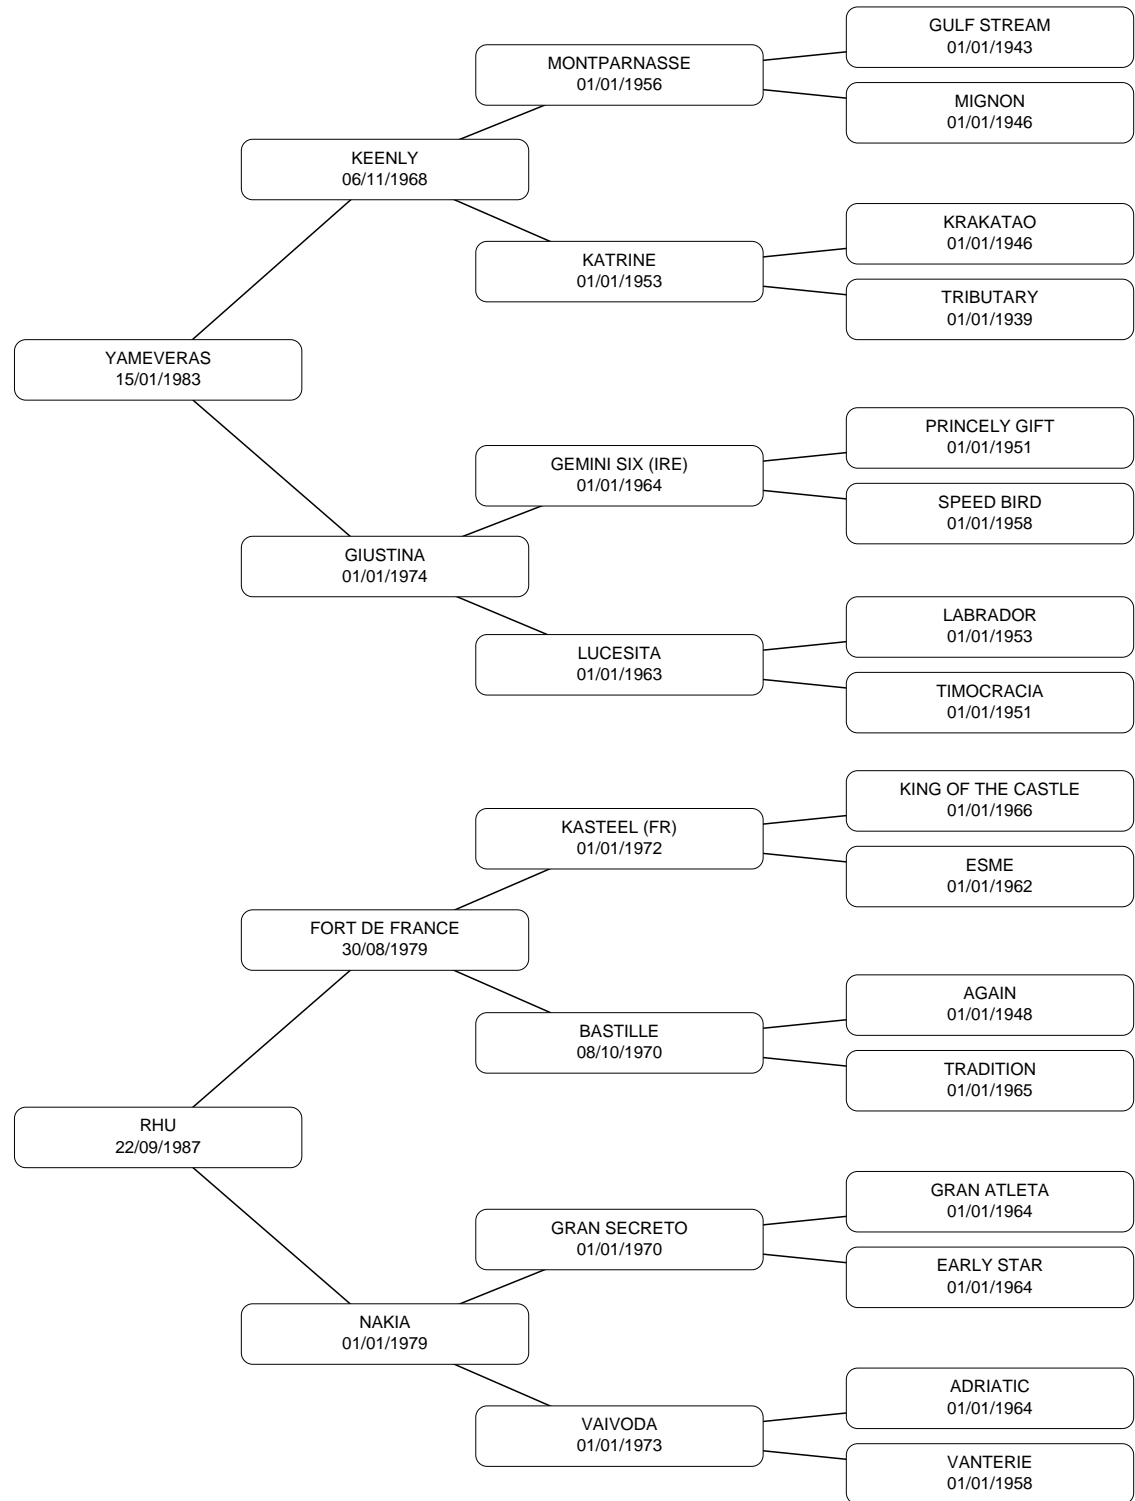 GULF STREAM
01/01/1943
MONTPARNASSE
01/01/1956
MIGNON
01/01/1946
KEENLY
06/11/1968
KRAKATAO
01/01/1946
KATRINE
01/01/1953
TRIBUTARY
01/01/1939
YAMEVERAS
15/01/1983
PRINCELY GIFT
01/01/1951
GEMINI SIX (IRE)
01/01/1964
SPEED BIRD
01/01/1958
GIUSTINA
01/01/1974
LABRADOR
01/01/1953
LUCESITA
01/01/1963
TIMOCRACIA
01/01/1951
KING OF THE CASTLE
01/01/1966
KASTEEL (FR)
01/01/1972
ESME
01/01/1962
FORT DE FRANCE
30/08/1979
AGAIN
01/01/1948
BASTILLE
08/10/1970
TRADITION
01/01/1965
RHU
22/09/1987
GRAN ATLETA
01/01/1964
GRAN SECRETO
01/01/1970
EARLY STAR
01/01/1964
NAKIA
01/01/1979
ADRIATIC
01/01/1964
VAIVODA
01/01/1973
VANTERIE
01/01/1958